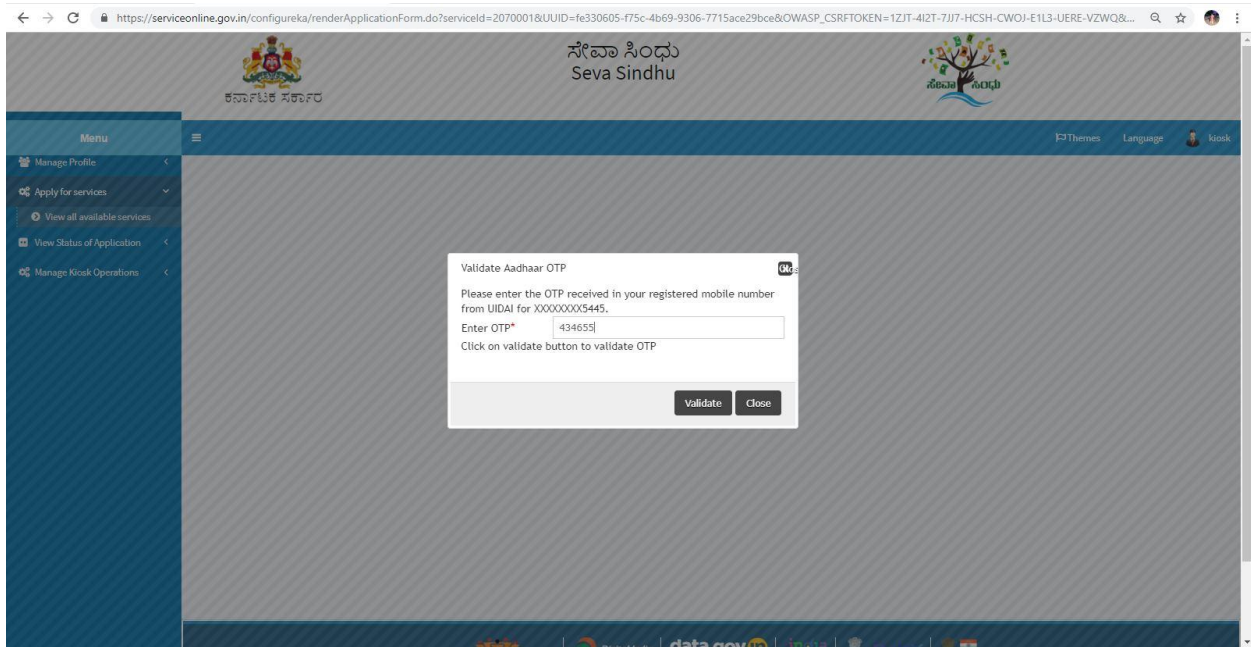 https://serviceonline.gov.in/configureka/renderApplicationForm.do?serviceId=2070001&UUID=fe330605-f75c-4b69-9306-7715ace29bce&OWASP_CSRFTOKEN=1ZJT-4I2T-7JJ7-HCSH-CWOJ-E1L3-UERE-VZWQ&...
ಸೇವಾ ಸಿಂಧು
Seva Sindhu
ಕರ್ನಾಟಕ ಸರ್ಕಾರ
ಸೇವಾ ಸಿಂಧು
Menu
Themes Language kiosk
Manage Profile
Apply for services
View all available services
View Status of Application
Manage Kiosk Operations
Validate Aadhaar OTP
Please enter the OTP received in your registered mobile number
from UIDAI for XXXXXXXX5445.
Enter OTP* 434655
Click on validate button to validate OTP
Validate Close
data.gov